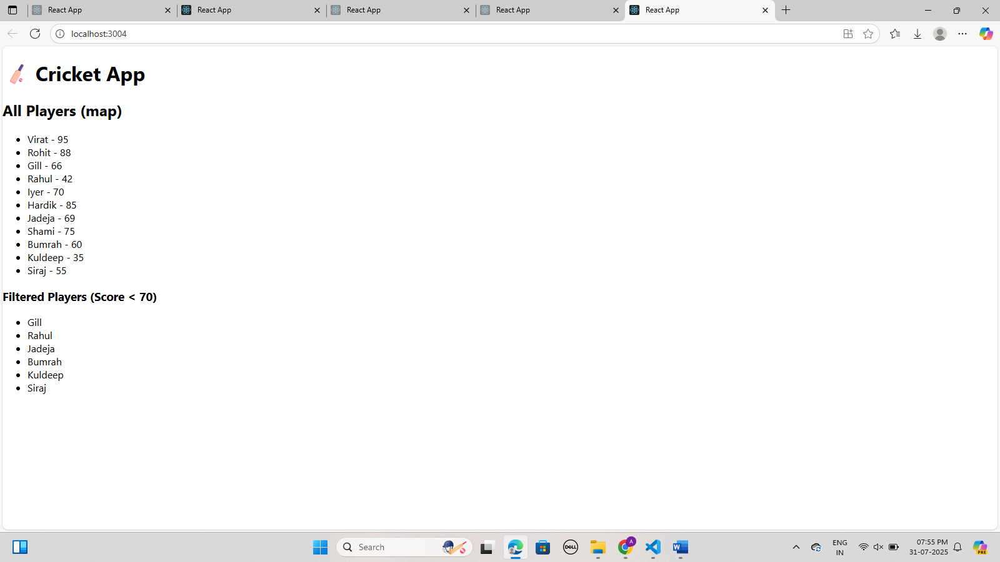 React App
React App
React App
React App
React App
localhost:3004
Cricket App
All Players (map)
Virat - 95
Rohit - 88
Gill - 66
Rahul - 42
Iyer - 70
Hardik - 85
Jadeja - 69
Shami - 75
Bumrah - 60
Kuldeep - 35
Siraj - 55
Filtered Players (Score < 70)
Gill
Rahul
Jadeja
Bumrah
Kuldeep
Siraj
Search
DELL
A
W
ENG
IN
07:55 PM
31-07-2025
PRE